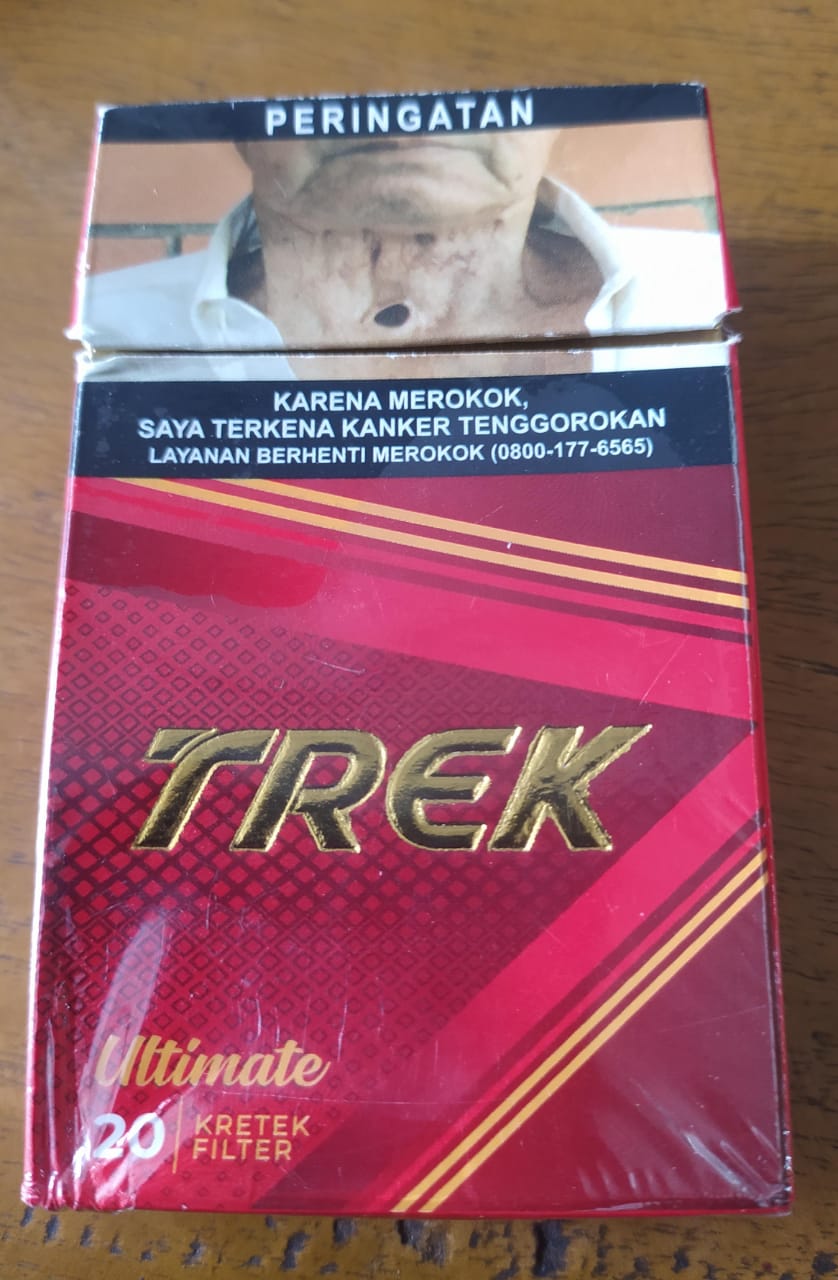 PERINGATAN
KARENA MEROKOK,
SAYA TERKENA KANKER TENGGOROKAN
LAYANAN BERHENTI MEROKOK (0800-177-6565)
TREK
Ultimate
20 KRETEK
FILTER